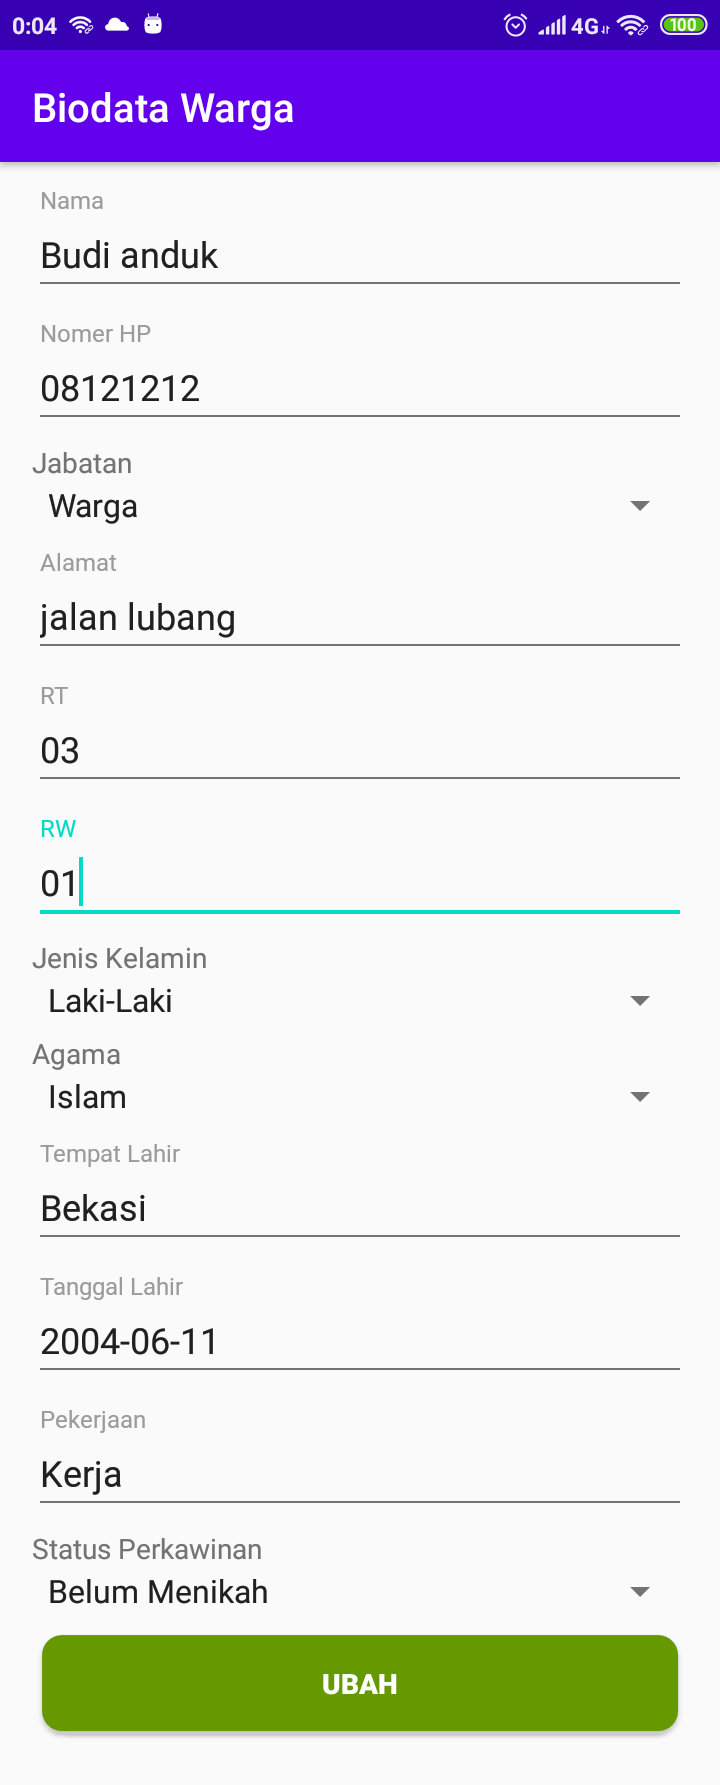 0:04 4G 100
Biodata Warga
Nama
Budi anduk
Nomer HP
08121212
Jabatan
Warga
Alamat
jalan lubang
RT
03
RW
01
Jenis Kelamin
Laki-Laki
Agama
Islam
Tempat Lahir
Bekasi
Tanggal Lahir
2004-06-11
Pekerjaan
Kerja
Status Perkawinan
Belum Menikah
UBAH